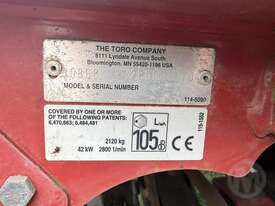 THE TORO COMPANY
8111 Lyndale Avenue South
Bloomington, MN 55420-1196 USA
MODEL & SERIAL NUMBER
114-5090
COVERED BY ONE OR MORE
OF THE FOLLOWING PATENTS:
6,470,663; 6,484,481
2120 kg
42 kW 2800 1/min
LWA
105 dB